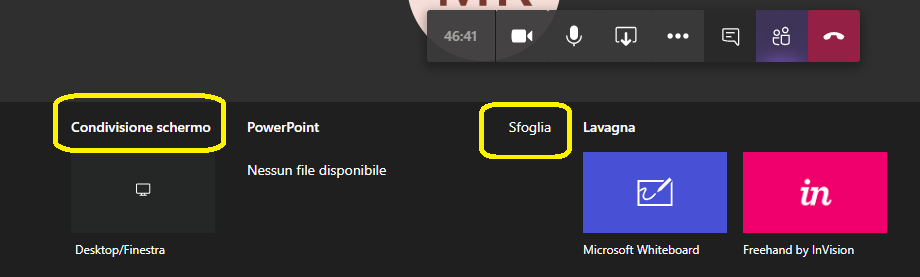 46:41
Condivisione schermo
PowerPoint
Sfoglia
Lavagna
Nessun file disponibile
in
Desktop/Finestra
Microsoft Whiteboard
Freehand by InVision